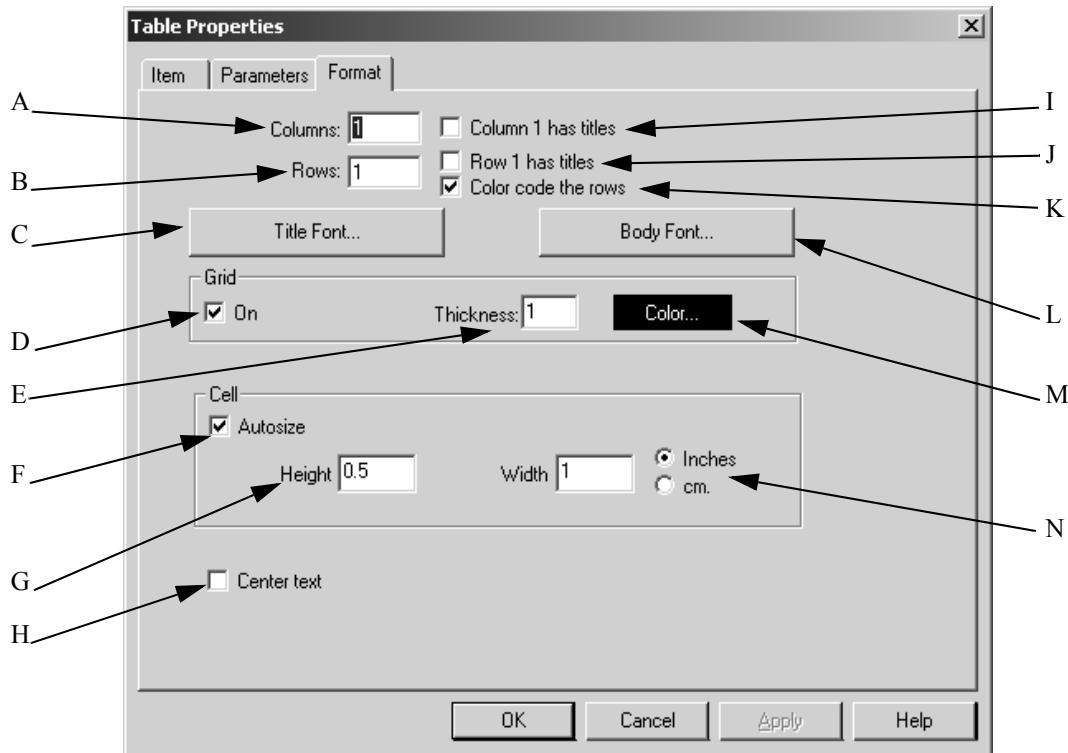 Table Properties
Item Parameters Format
A Columns: 1 Column 1 has titles I
B Rows: 1 Row 1 has titles J
Color code the rows K
C Title Font... Body Font... L
Grid
D On Thickness: 1 Color... M
E
Cell
F Autosize
G Height 0.5 Width 1 Inches
cm. N
H Center text
OK Cancel Apply Help